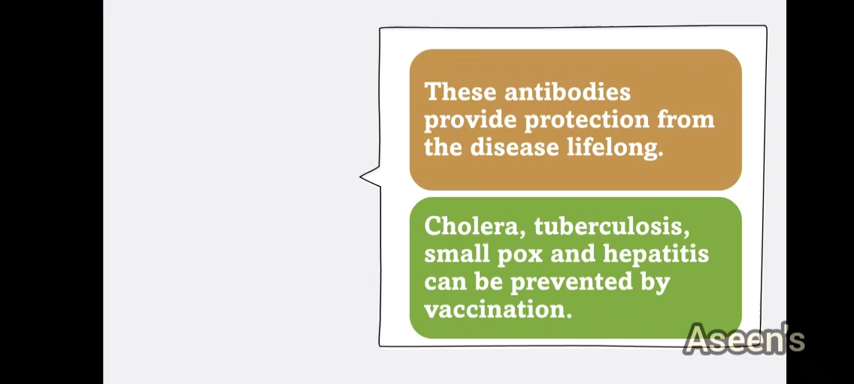 These antibodies
provide protection from
the disease lifelong.
Cholera, tuberculosis,
small pox and hepatitis
can be prevented by
vaccination.
Aseen's